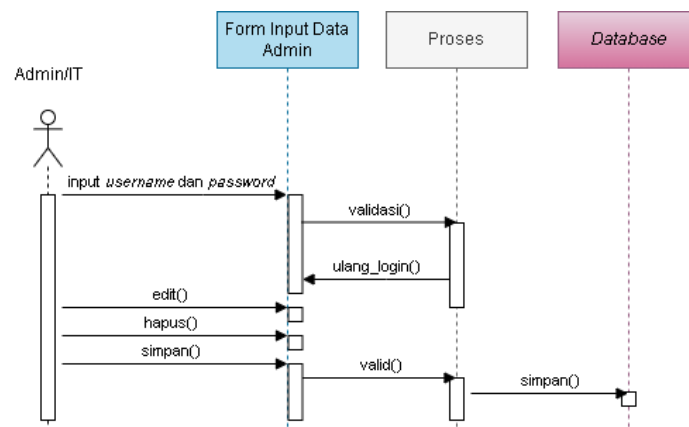 Form Input Data
Admin
Proses
Database
Admin/IT
input username dan password
validasi()
ulang_login()
edit()
hapus()
simpan()
valid()
simpan()